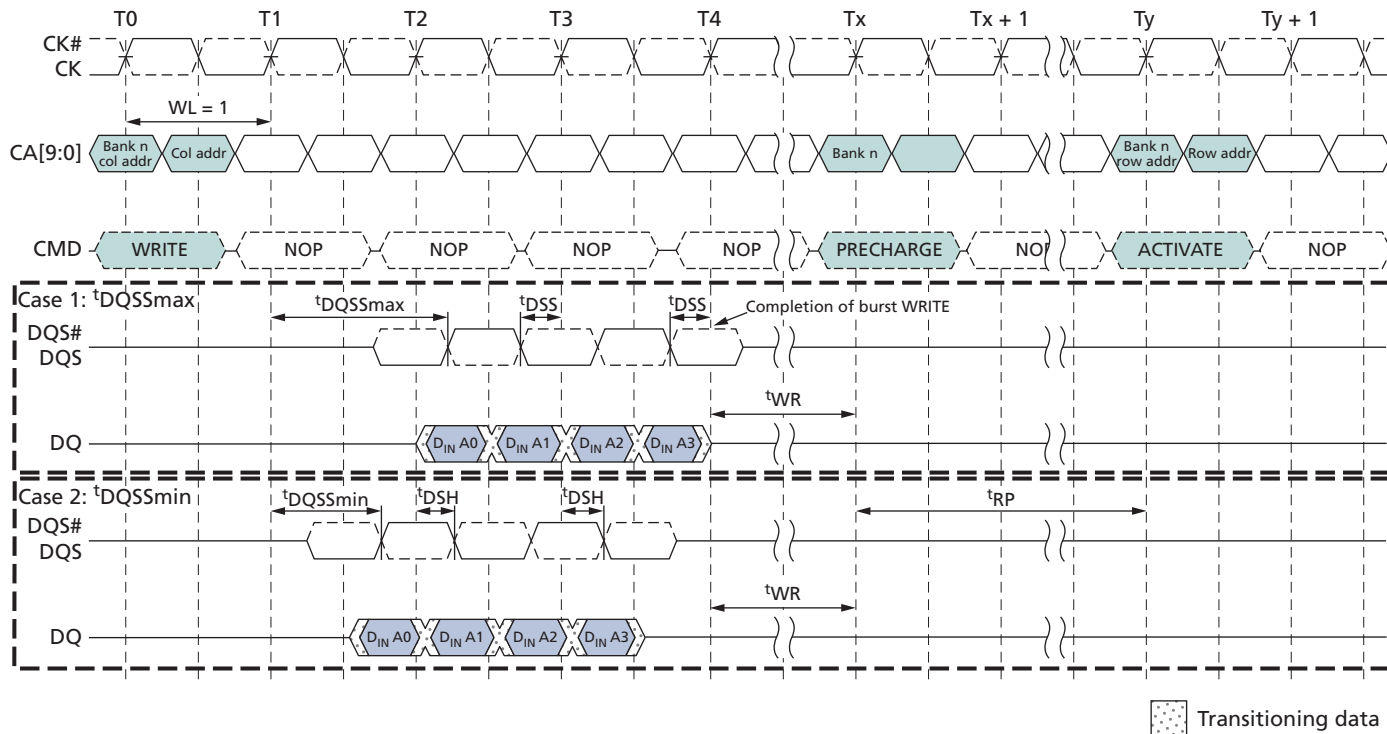 T0 T1 T2 T3 T4 Tx Tx + 1 Ty Ty + 1
CK#
CK
WL = 1
CA[9:0]
Bank n
col addr
Col addr
Bank n
Bank n
row addr
Row addr
CMD WRITE NOP NOP NOP NOP PRECHARGE NOP ACTIVATE NOP
Case 1: tDQSSmax
tDQSSmax tDSS tDSS Completion of burst WRITE
DQS#
DQS
tWR
DQ DIN A0 DIN A1 DIN A2 DIN A3
Case 2: tDQSSmin
tDQSSmin tDSH tDSH tRP
DQS#
DQS
tWR
DQ DIN A0 DIN A1 DIN A2 DIN A3
Transitioning data